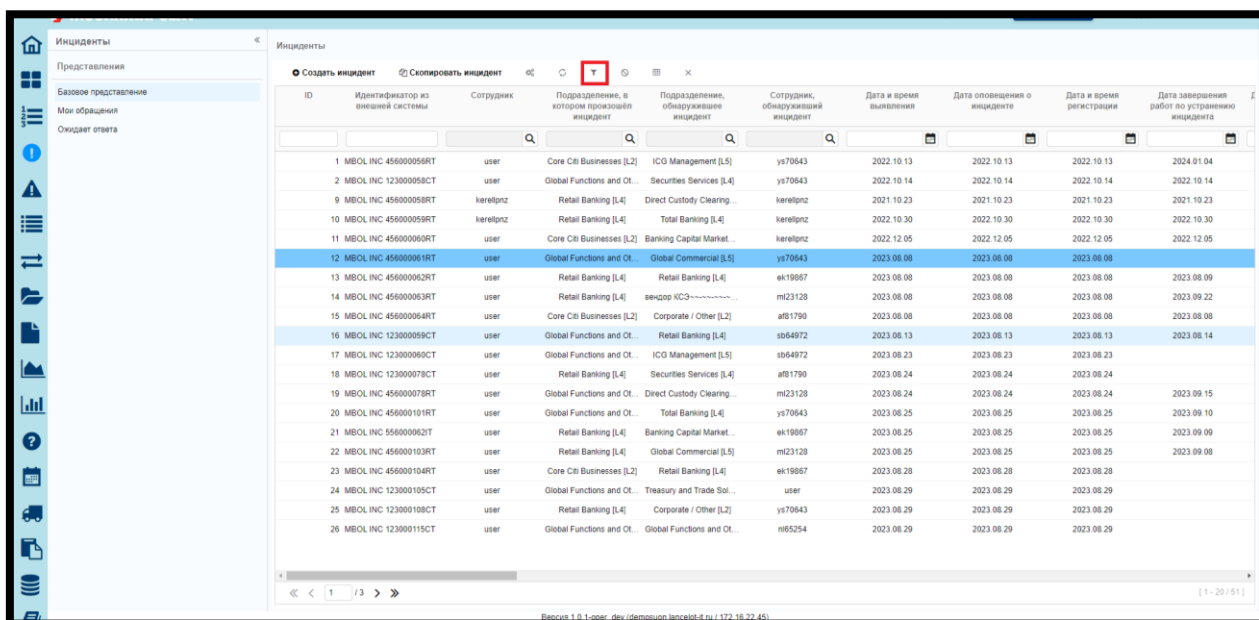 Инциденты
«
Инциденты
Представления
Создать инцидент Скопировать инцидент
Базовое представление
Мои обращения
Ожидает ответа
ID Идентификатор из внешней системы Сотрудник Подразделение, в котором произошёл инцидент Подразделение, обнаружившее инцидент Сотрудник, обнаруживший инцидент Дата и время выявления Дата оповещения о инциденте Дата и время регистрации Дата завершения работ по устранению инцидента
1 MBOL INC 456000056RT user Core Citi Businesses [L2] ICG Management [L5] ys70643 2022.10.13 2022.10.13 2022.10.13 2024.01.04
2 MBOL INC 123000058CT user Global Functions and Ot... Securities Services [L4] ys70643 2022.10.14 2022.10.14 2022.10.14 2022.10.14
9 MBOL INC 456000058RT kerellpnz Retail Banking [L4] Direct Custody Clearing... kerellpnz 2021.10.23 2021.10.23 2021.10.23 2021.10.23
10 MBOL INC 456000059RT kerellpnz Retail Banking [L4] Total Banking [L4] kerellpnz 2022.10.30 2022.10.30 2022.10.30 2022.10.30
11 MBOL INC 456000060RT user Core Citi Businesses [L2] Banking Capital Market... kerellpnz 2022.12.05 2022.12.05 2022.12.05 2022.12.05
12 MBOL INC 456000061RT user Global Functions and Ot... Global Commercial [L5] ys70643 2023.08.08 2023.08.08 2023.08.08
13 MBOL INC 456000062RT user Retail Banking [L4] Retail Banking [L4] ek19867 2023.08.08 2023.08.08 2023.08.08 2023.08.09
14 MBOL INC 456000063RT user Retail Banking [L4] вендор КСЭ~~-~~-~~-~... ml23128 2023.08.08 2023.08.08 2023.08.08 2023.09.22
15 MBOL INC 456000064RT user Core Citi Businesses [L2] Corporate / Other [L2] af81790 2023.08.08 2023.08.08 2023.08.08 2023.08.08
16 MBOL INC 123000059CT user Global Functions and Ot... Retail Banking [L4] sb64972 2023.08.13 2023.08.13 2023.08.13 2023.08.14
17 MBOL INC 123000060CT user Global Functions and Ot... ICG Management [L5] sb64972 2023.08.23 2023.08.23 2023.08.23
18 MBOL INC 123000078CT user Retail Banking [L4] Securities Services [L4] af81790 2023.08.24 2023.08.24 2023.08.24
19 MBOL INC 456000078RT user Global Functions and Ot... Direct Custody Clearing... ml23128 2023.08.24 2023.08.24 2023.08.24 2023.09.15
20 MBOL INC 456000101RT user Global Functions and Ot... Total Banking [L4] ys70643 2023.08.25 2023.08.25 2023.08.25 2023.09.10
21 MBOL INC 556000062IT user Retail Banking [L4] Banking Capital Market... ek19867 2023.08.25 2023.08.25 2023.08.25 2023.09.09
22 MBOL INC 456000103RT user Retail Banking [L4] Global Commercial [L5] ml23128 2023.08.25 2023.08.25 2023.08.25 2023.09.08
23 MBOL INC 456000104RT user Core Citi Businesses [L2] Retail Banking [L4] ek19867 2023.08.28 2023.08.28 2023.08.28
24 MBOL INC 123000105CT user Global Functions and Ot... Treasury and Trade Sol... user 2023.08.29 2023.08.29 2023.08.29
25 MBOL INC 123000108CT user Retail Banking [L4] Corporate / Other [L2] ys70643 2023.08.29 2023.08.29 2023.08.29
26 MBOL INC 123000115CT user Global Functions and Ot... Global Functions and Ot... nl65254 2023.08.29 2023.08.29 2023.08.29
1 / 3 [ 1 - 20 / 51 ]
Версия 1.0.1-oper_dev (demosuon.lancelot-it.ru / 172.16.22.45)